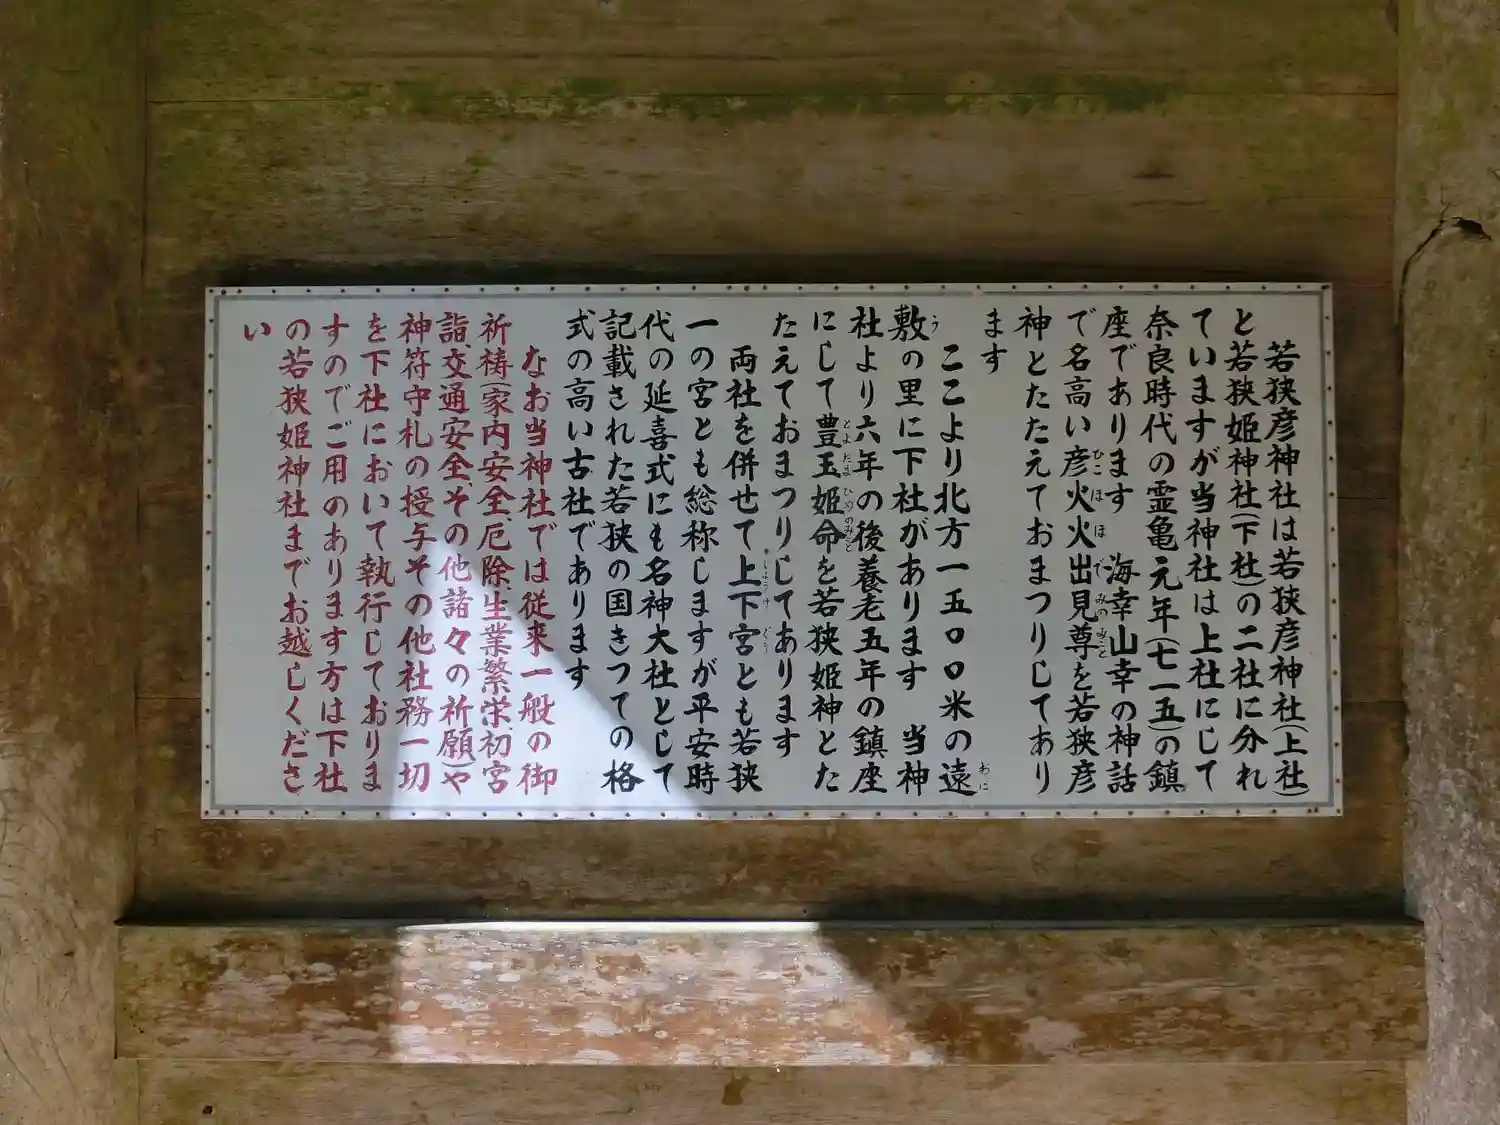 若狭彦神社は若狭彦神社(上社)
と若狭姫神社(下社)の二社に分れ
ていますが当神社は上社にして
奈良時代の霊亀元年(七一五)の鎮
座であります 海幸山幸の神話
で名高い彦火火出見尊を若狭彦
神とたたえておまつりしてあり
ます
ここより北方一五〇〇米の遠
敷の里に下社があります 当神
社より六年の後養老五年の鎮座
にして豊玉姫命を若狭姫神とた
たえておまつりしてあります
両社を併せて上下宮とも若狭
一の宮とも総称しますが平安時
代の延喜式にも名神大社として
記載された若狭の国きつての格
式の高い古社であります
なお当神社では従来一般の御
祈祷(家内安全、厄除、生業繁栄、初宮
詣、交通安全、その他諸々の祈願)や
神符守札の授与その他社務一切
を下社において執行しておりま
すのでご用のあります方は下社
の若狭姫神社までお越しくださ
い